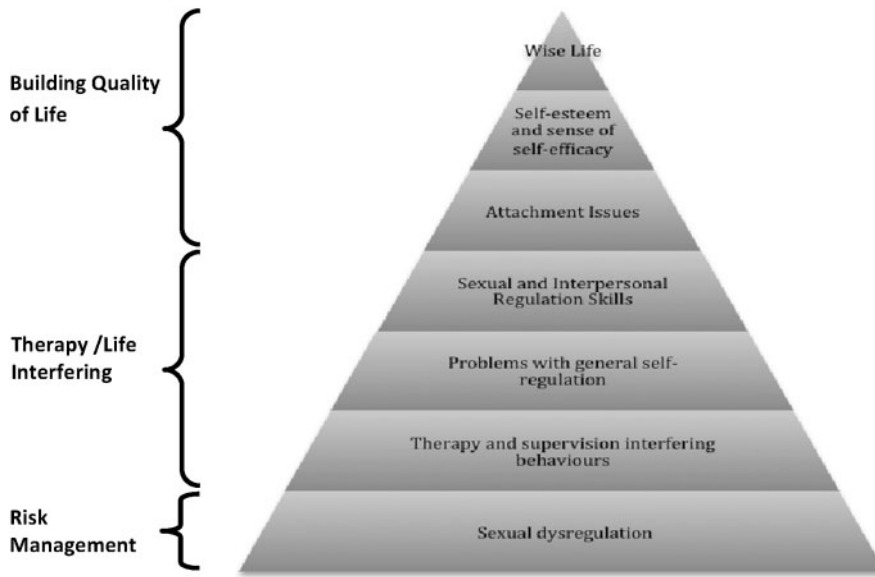 Building Quality
of Life
Therapy /Life
Interfering
Risk
Management
Wise Life
Self-esteem
and sense of
self-efficacy
Attachment Issues
Sexual and Interpersonal
Regulation Skills
Problems with general self-
regulation
Therapy and supervision interfering
behaviours
Sexual dysregulation